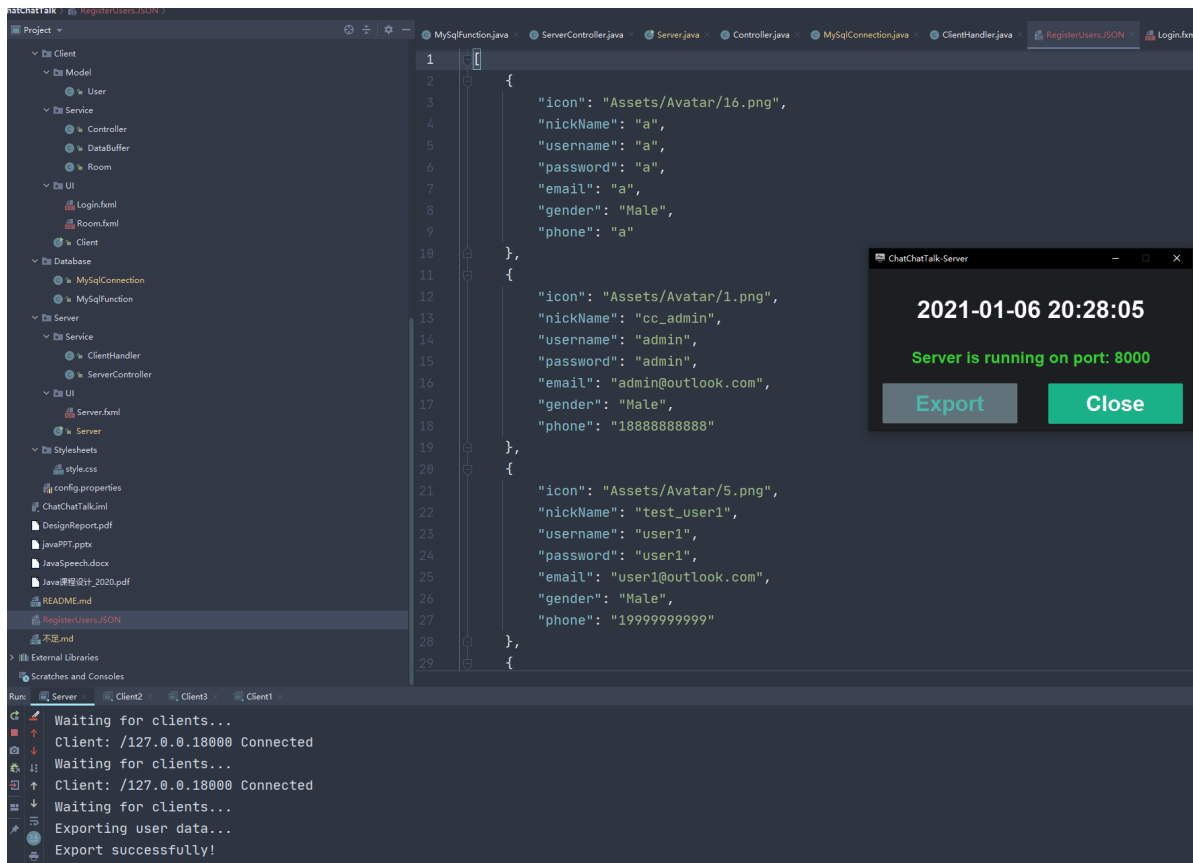 hatChatTalk RegisterUsers.JSON
Project
MySqlFunction.java ServerController.java Server.java Controller.java MySqlConnection.java ClientHandler.java RegisterUsers.JSON Login.fxm
Client
Model
User
Service
Controller
DataBuffer
Room
UI
Login.fxml
Room.fxml
Client
Database
MySqlConnection
MySqlFunction
Server
Service
ClientHandler
ServerController
UI
Server.fxml
Server
Stylesheets
style.css
config.properties
ChatChatTalk.iml
DesignReport.pdf
javaPPT.pptx
JavaSpeech.docx
Java课程设计_2020.pdf
README.md
RegisterUsers.JSON
不足.md
External Libraries
Scratches and Consoles
1 [
2 {
3 "icon": "Assets/Avatar/16.png",
4 "nickName": "a",
5 "username": "a",
6 "password": "a",
7 "email": "a",
8 "gender": "Male",
9 "phone": "a"
10 },
11 {
12 "icon": "Assets/Avatar/1.png",
13 "nickName": "cc_admin",
14 "username": "admin",
15 "password": "admin",
16 "email": "admin@outlook.com",
17 "gender": "Male",
18 "phone": "18888888888"
19 },
20 {
21 "icon": "Assets/Avatar/5.png",
22 "nickName": "test_user1",
23 "username": "user1",
24 "password": "user1",
25 "email": "user1@outlook.com",
26 "gender": "Male",
27 "phone": "19999999999"
28 },
29 {
ChatChatTalk-Server
2021-01-06 20:28:05
Server is running on port: 8000
Export Close
Run: Server Client2 Client3 Client1
Waiting for clients...
Client: /127.0.0.18000 Connected
Waiting for clients...
Client: /127.0.0.18000 Connected
Waiting for clients...
Exporting user data...
Export successfully!